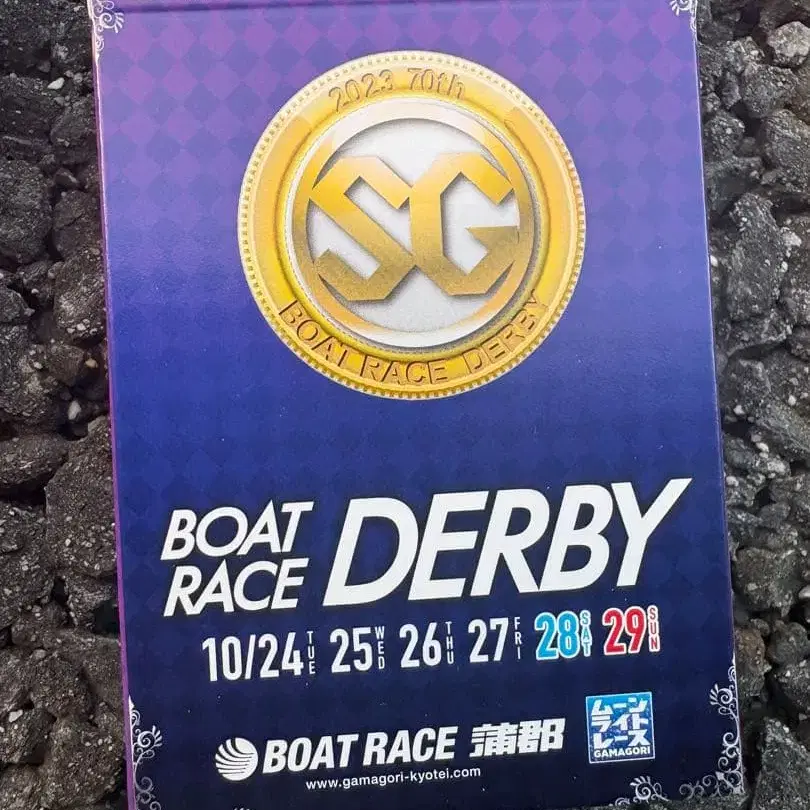 2023 70th
SG
BOAT RACE DERBY
BOAT
RACE DERBY
10/24 TUE 25 WED 26 THU 27 FRI 28 SAT 29 SUN
BOAT RACE 蒲郡
www.gamagori-kyotei.com
ムーン
ライト
レース
GAMAGORI